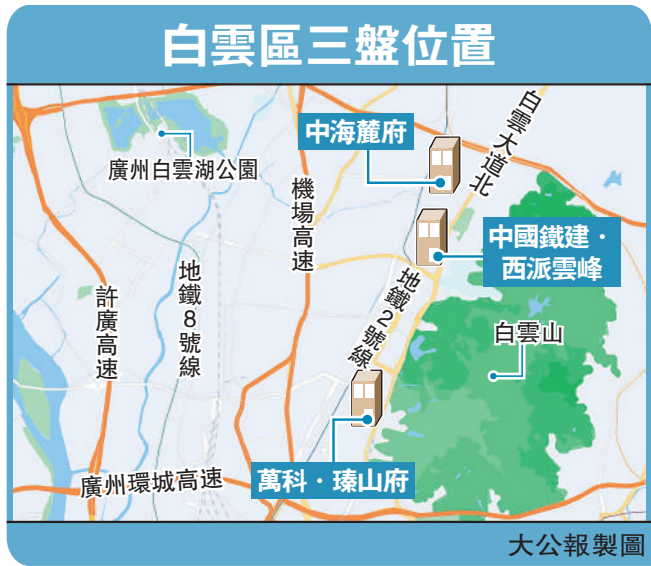 白雲區三盤位置
白雲大道北
中海麓府
廣州白雲湖公園
機場高速
中國鐵建·
西派雲峰
地鐵8號線
地鐵2號線
許廣高速
白雲山
萬科·瑧山府
廣州環城高速
大公報製圖